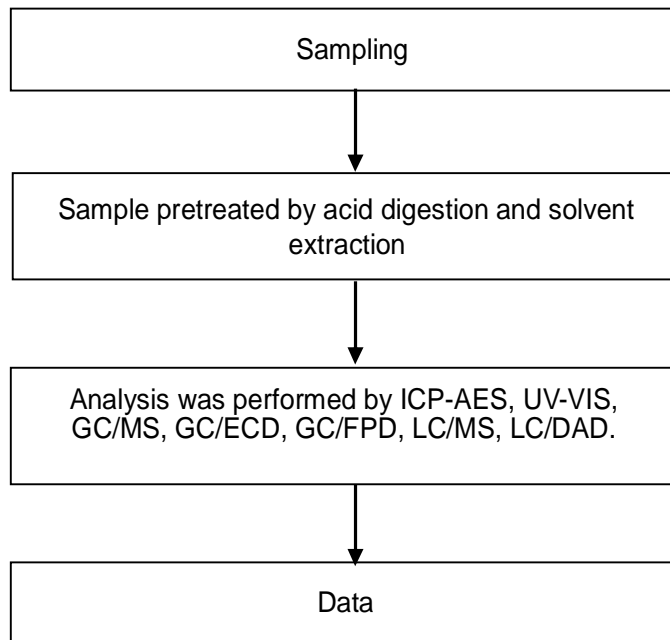 Sampling
Sample pretreated by acid digestion and solvent
extraction
Analysis was performed by ICP-AES, UV-VIS,
GC/MS, GC/ECD, GC/FPD, LC/MS, LC/DAD.
Data